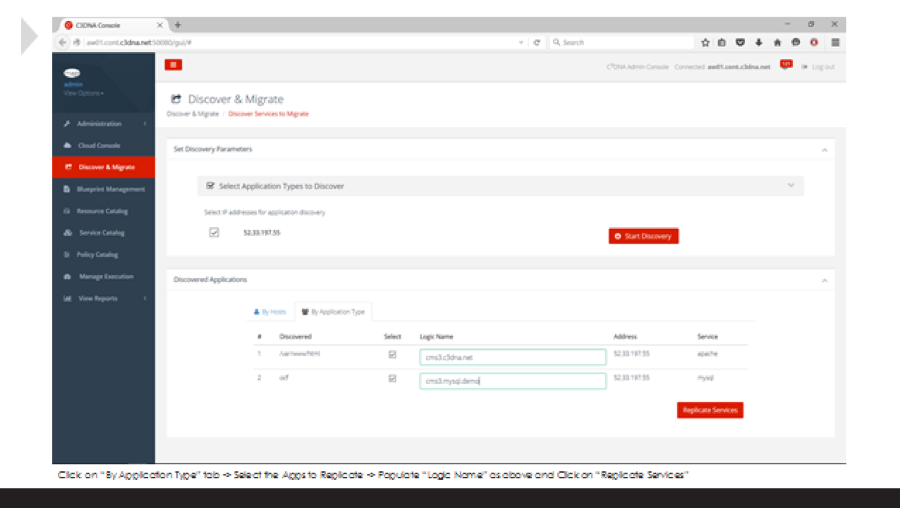 C3DNA Console
aw01.cont.c3dna.net:50080/gui/#
Search
C3DNA Admin Console Connected aw01.cont.c3dna.net Log out
admin
View Options
Discover & Migrate
Discover & Migrate / Discover Services to Migrate
Administration
Cloud Console
Discover & Migrate
Blueprint Management
Resource Catalog
Service Catalog
Policy Catalog
Manage Execution
View Reports
Set Discovery Parameters
Select Application Types to Discover
Select IP addresses for application discovery
52.33.197.55
Start Discovery
Discovered Applications
By Hosts By Application Type
# Discovered Select Logic Name Address Service
1 /var/www/html cms3.c3dna.net 52.33.197.55 apache
2 cms3.mysql.demo 52.33.197.55 mysql
Replicate Services
Click on "By Application Type" tab -> Select the Apps to Replicate -> Populate "Logic Name" as above and Click on "Replicate Services"